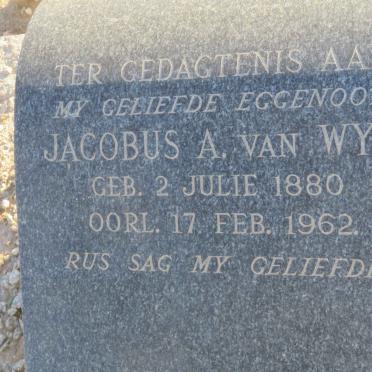 TER GEDAGTENIS AA
MY GELIEFDE EGGENOO
JACOBUS A. VAN WY
GEB. 2 JULIE 1880
OORL. 17 FEB. 1962.
RUS SAG MY GELIEFD